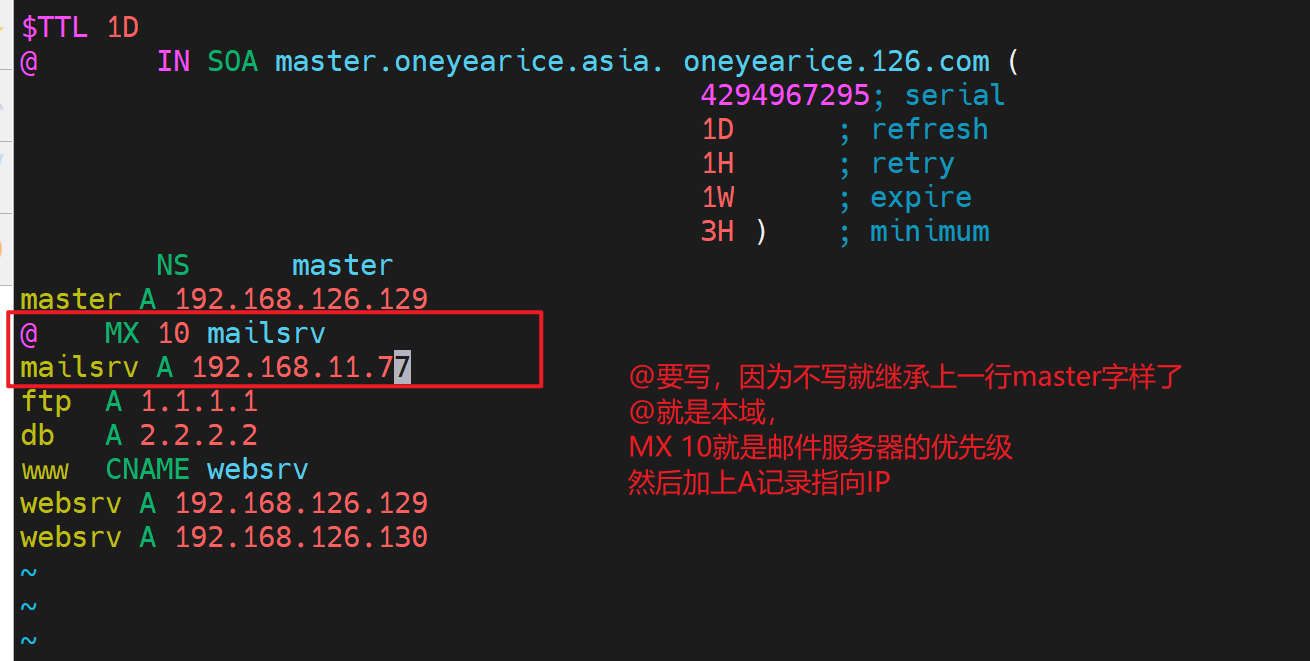 $TTL 1D
@ IN SOA master.oneyearice.asia. oneyearice.126.com (
4294967295; serial
1D ; refresh
1H ; retry
1W ; expire
3H ) ; minimum
NS master
master A 192.168.126.129
@ MX 10 mailsrv
mailsrv A 192.168.11.77
ftp A 1.1.1.1
db A 2.2.2.2
www CNAME websrv
websrv A 192.168.126.129
websrv A 192.168.126.130
~
~
~
@要写，因为不写就继承上一行master字样了
@就是本域，
MX 10就是邮件服务器的优先级
然后加上A记录指向IP